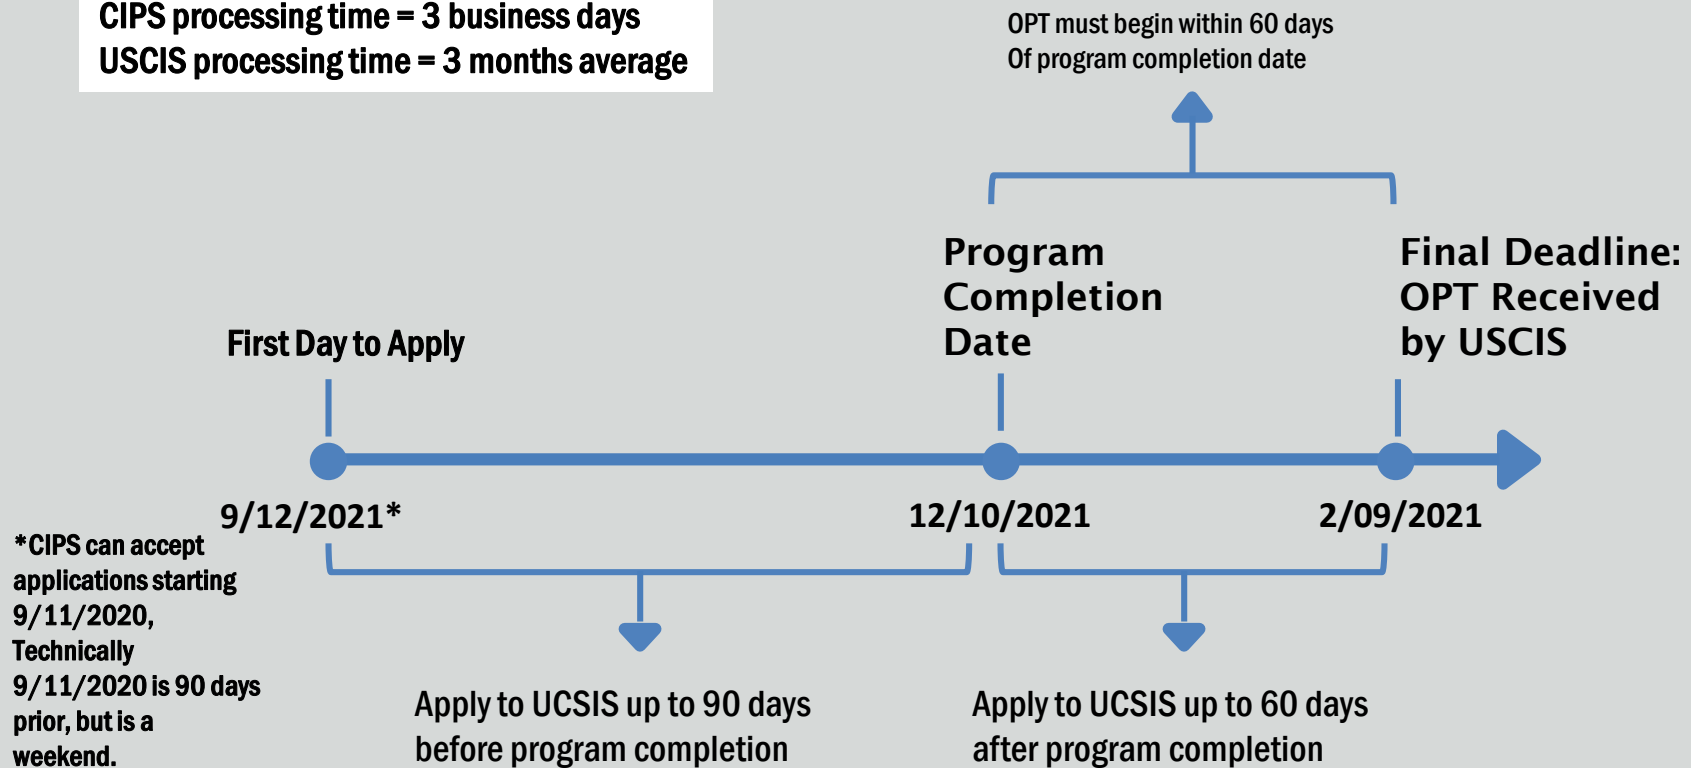 CIPS processing time = 3 business days
USCIS processing time = 3 months average
OPT must begin within 60 days
Of program completion date
First Day to Apply
Program
Completion
Date
Final Deadline:
OPT Received
by USCIS
9/12/2021*
12/10/2021
2/09/2021
*CIPS can accept
applications starting
9/11/2020,
Technically
9/11/2020 is 90 days
prior, but is a
weekend.
Apply to UCSIS up to 90 days
before program completion
Apply to UCSIS up to 60 days
after program completion